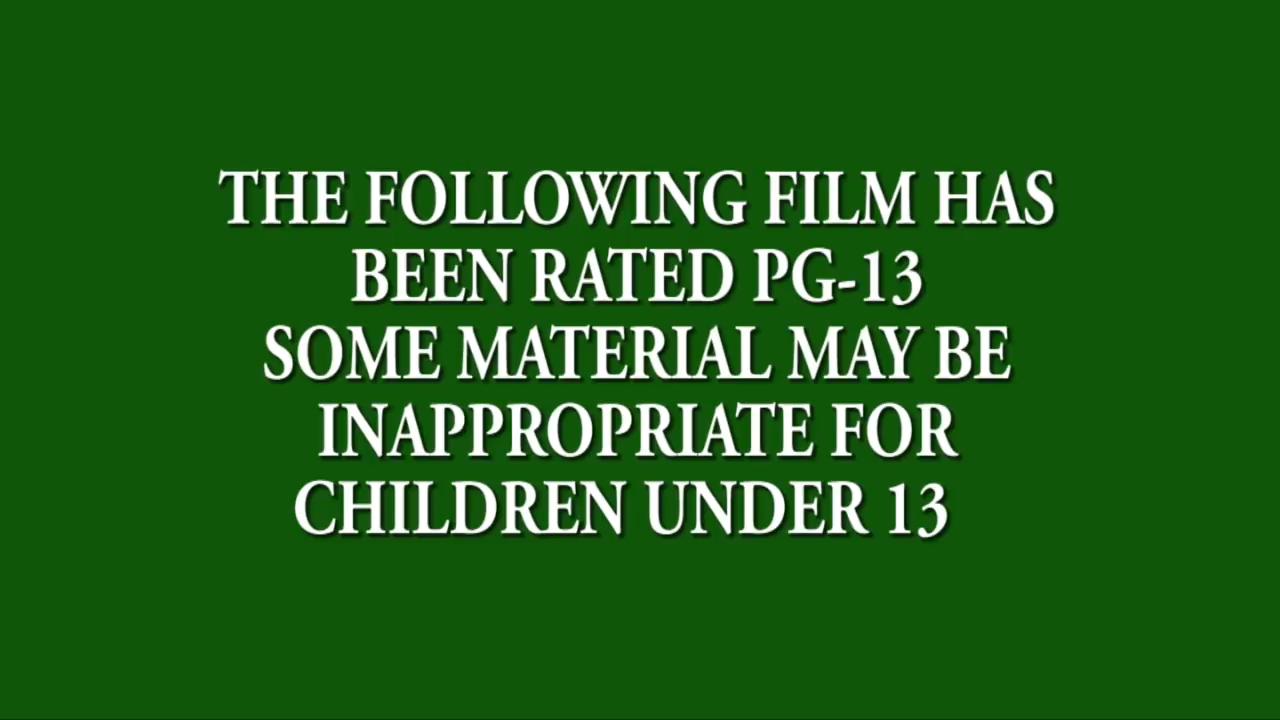 THE FOLLOWING FILM HAS
BEEN RATED PG-13
SOME MATERIAL MAY BE
INAPPROPRIATE FOR
CHILDREN UNDER 13